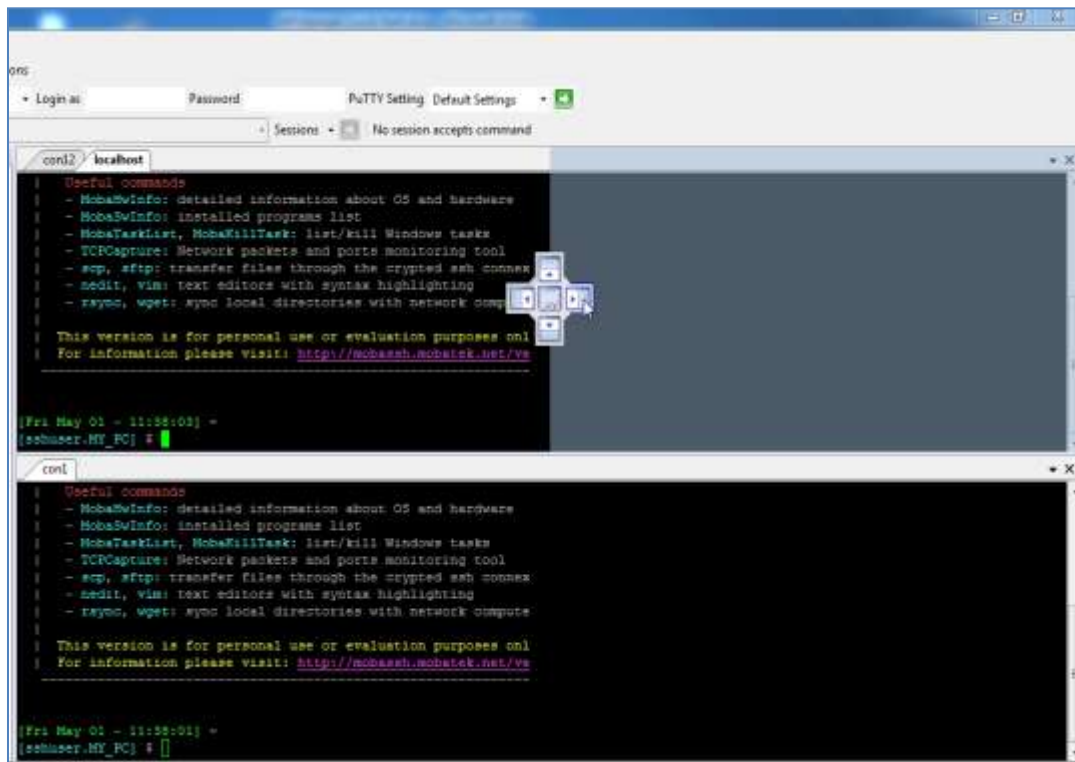 ons
Login as Password PuTTY Setting Default Settings
Sessions No session accepts command
con12 localhost
| Useful commands
| - MobaHwInfo: detailed information about OS and hardware
| - MobaSwInfo: installed programs list
| - MobaTaskList, MobaKillTask: list/kill Windows tasks
| - TCPCapture: Network packets and ports monitoring tool
| - scp, sftp: transfer files through the crypted ssh connex
| - nedit, vim: text editors with syntax highlighting
| - rsync, wget: sync local directories with network comp
|
| This version is for personal use or evaluation purposes onl
| For information please visit: http://mobassh.mobatek.net/ve
[Fri May 01 - 11:58:03] ~
[sshuser.MY_PC] $
con1
| Useful commands
| - MobaHwInfo: detailed information about OS and hardware
| - MobaSwInfo: installed programs list
| - MobaTaskList, MobaKillTask: list/kill Windows tasks
| - TCPCapture: Network packets and ports monitoring tool
| - scp, sftp: transfer files through the crypted ssh connex
| - nedit, vim: text editors with syntax highlighting
| - rsync, wget: sync local directories with network compute
|
| This version is for personal use or evaluation purposes onl
| For information please visit: http://mobassh.mobatek.net/ve
[Fri May 01 - 11:58:01] ~
[sshuser.MY_PC] $